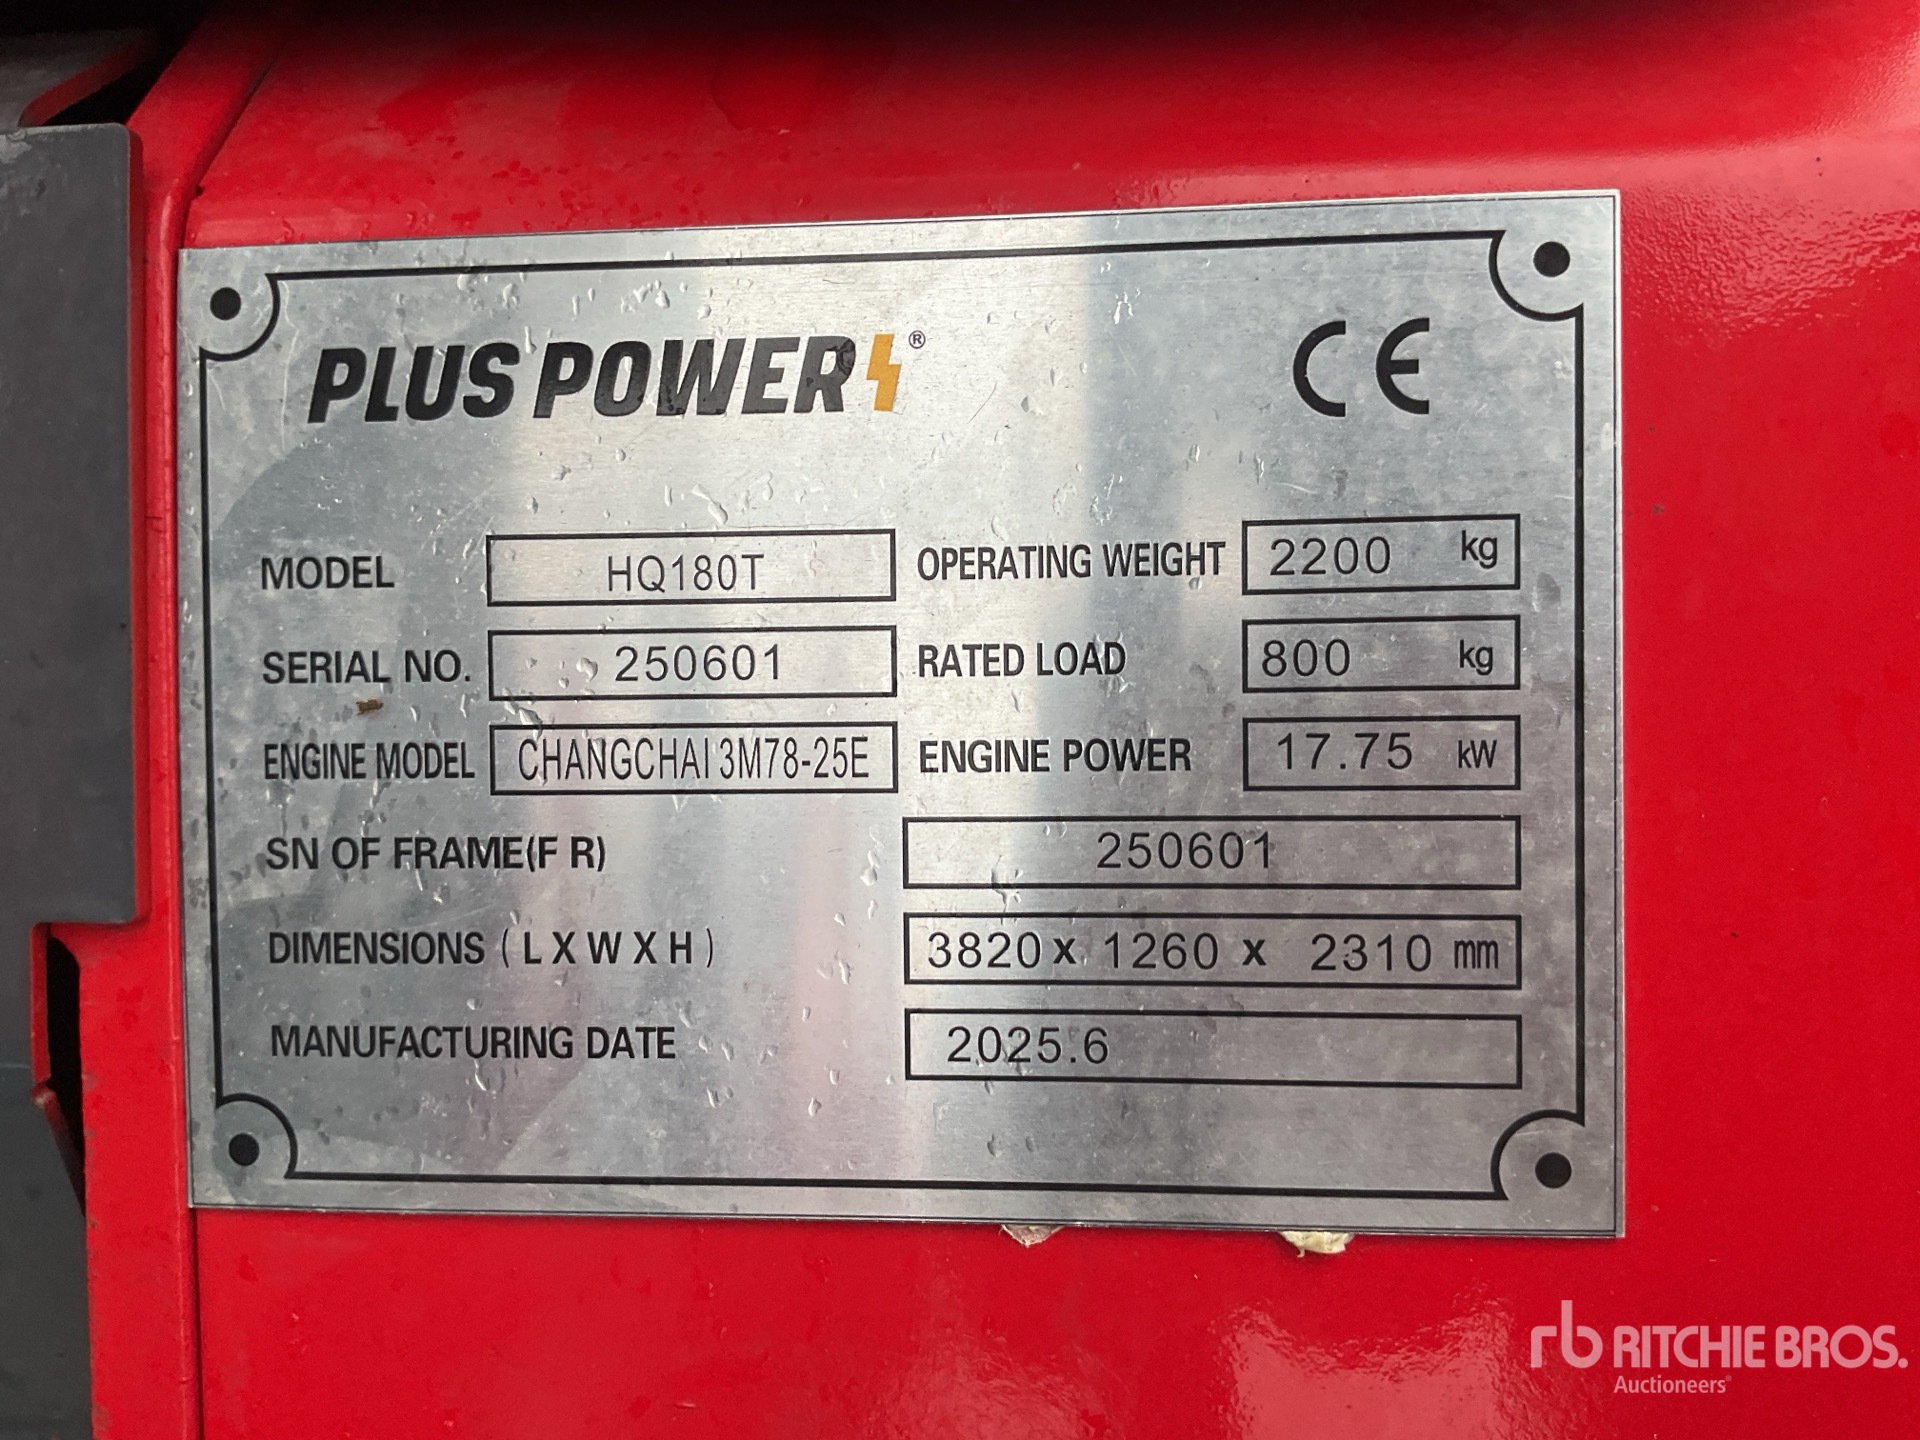 PLUS POWER®
CE
MODEL HQ180T OPERATING WEIGHT 2200 kg
SERIAL NO. 250601 RATED LOAD 800 kg
ENGINE MODEL CHANGCHAI 3M78-25E ENGINE POWER 17.75 kW
SN OF FRAME(F R) 250601
DIMENSIONS ( L X W X H ) 3820 x 1260 x 2310 mm
MANUFACTURING DATE 2025.6
rb RITCHIE BROS.
Auctioneers